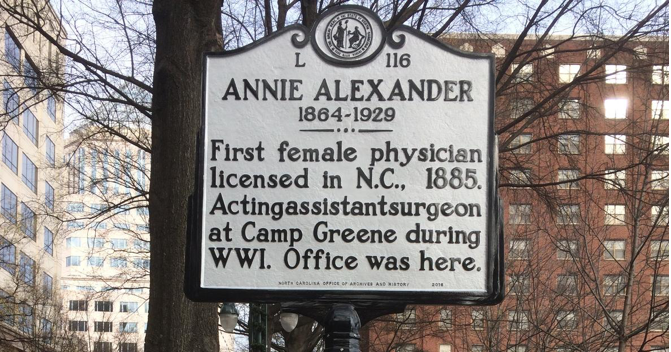 L 116
ANNIE ALEXANDER
1864-1929
First female physician
licensed in N.C., 1885.
Actingassistantsurgeon
at Camp Greene during
WWI. Office was here.
NORTH CAROLINA OFFICE OF ARCHIVES AND HISTORY